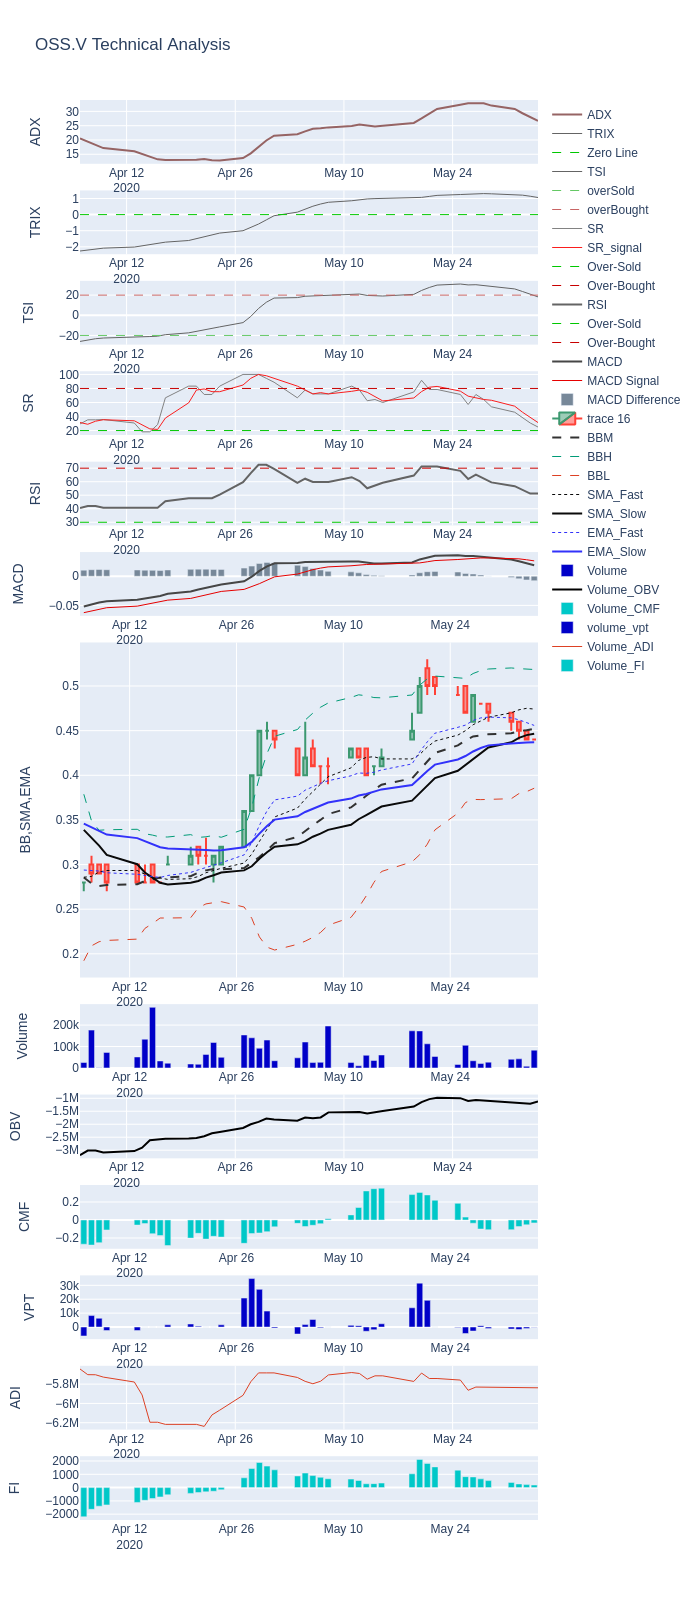 OSS.V Technical Analysis
ADX
30
25
20
15
Apr 12
2020
Apr 26
May 10
May 24
TRIX
1
0
−1
−2
Apr 12
2020
Apr 26
May 10
May 24
TSI
20
0
−20
Apr 12
2020
Apr 26
May 10
May 24
SR
100
80
60
40
20
Apr 12
2020
Apr 26
May 10
May 24
RSI
70
60
50
40
30
Apr 12
2020
Apr 26
May 10
May 24
MACD
0
−0.05
Apr 12
2020
Apr 26
May 10
May 24
BB,SMA,EMA
0.5
0.45
0.4
0.35
0.3
0.25
0.2
Apr 12
2020
Apr 26
May 10
May 24
Volume
200k
100k
0
Apr 12
2020
Apr 26
May 10
May 24
OBV
−1M
−1.5M
−2M
−2.5M
−3M
Apr 12
2020
Apr 26
May 10
May 24
CMF
0.2
0
−0.2
Apr 12
2020
Apr 26
May 10
May 24
VPT
30k
20k
10k
0
Apr 12
2020
Apr 26
May 10
May 24
ADI
−5.8M
−6M
−6.2M
Apr 12
2020
Apr 26
May 10
May 24
FI
2000
1000
0
−1000
−2000
Apr 12
2020
Apr 26
May 10
May 24
ADX
TRIX
Zero Line
TSI
overSold
overBought
SR
SR_signal
Over-Sold
Over-Bought
RSI
Over-Sold
Over-Bought
MACD
MACD Signal
MACD Difference
trace 16
BBM
BBH
BBL
SMA_Fast
SMA_Slow
EMA_Fast
EMA_Slow
Volume
Volume_OBV
Volume_CMF
volume_vpt
Volume_ADI
Volume_FI